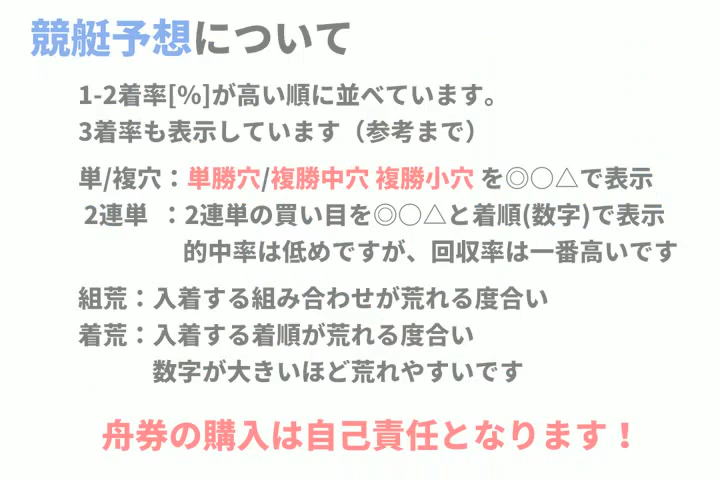 競艇予想について
1-2着率[%]が高い順に並べています。
3着率も表示しています（参考まで）
単/複穴：単勝穴/複勝中穴 複勝小穴 を◎○△で表示
2連単 ：2連単の買い目を◎○△と着順(数字)で表示
的中率は低めですが、回収率は一番高いです
組荒：入着する組み合わせが荒れる度合い
着荒：入着する着順が荒れる度合い
数字が大きいほど荒れやすいです
舟券の購入は自己責任となります！